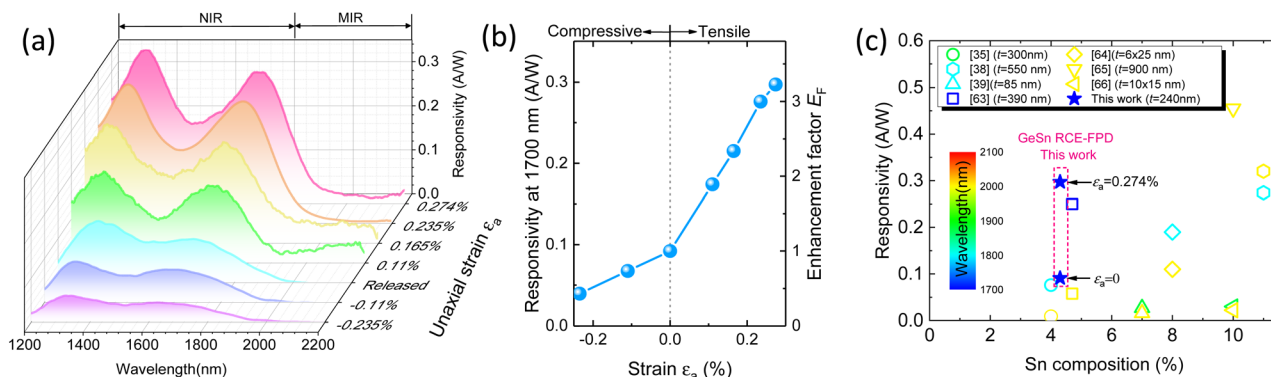 (a)
NIR
MIR
0.3
0.2
0.1
0.0
Responsivity (A/W)
0.274%
0.235%
0.165%
0.11%
Released
-0.11%
-0.235%
Unaxial strain εa
1200
1400
1600
1800
2000
2200
Wavelength(nm)
(b)
Compressive
Tensile
Responsivity at 1700 nm (A/W)
0.3
0.2
0.1
0.0
-0.2
0.0
0.2
Strain εa (%)
3
2
1
0
Enhancement factor EF
(c)
Responsivity (A/W)
0.6
0.5
0.4
0.3
0.2
0.1
0.0
[35] (t=300nm)
[38] (t=550 nm)
[39](t=85 nm)
[63] (t=390 nm)
[64](t=6x25 nm)
[65] (t=900 nm)
[66] (t=10x15 nm)
This work (t=240nm)
GeSn RCE-FPD
This work
Wavelength(nm)
2100
2000
1900
1800
1700
εa=0.274%
εa=0
0
2
4
6
8
10
Sn composition (%)